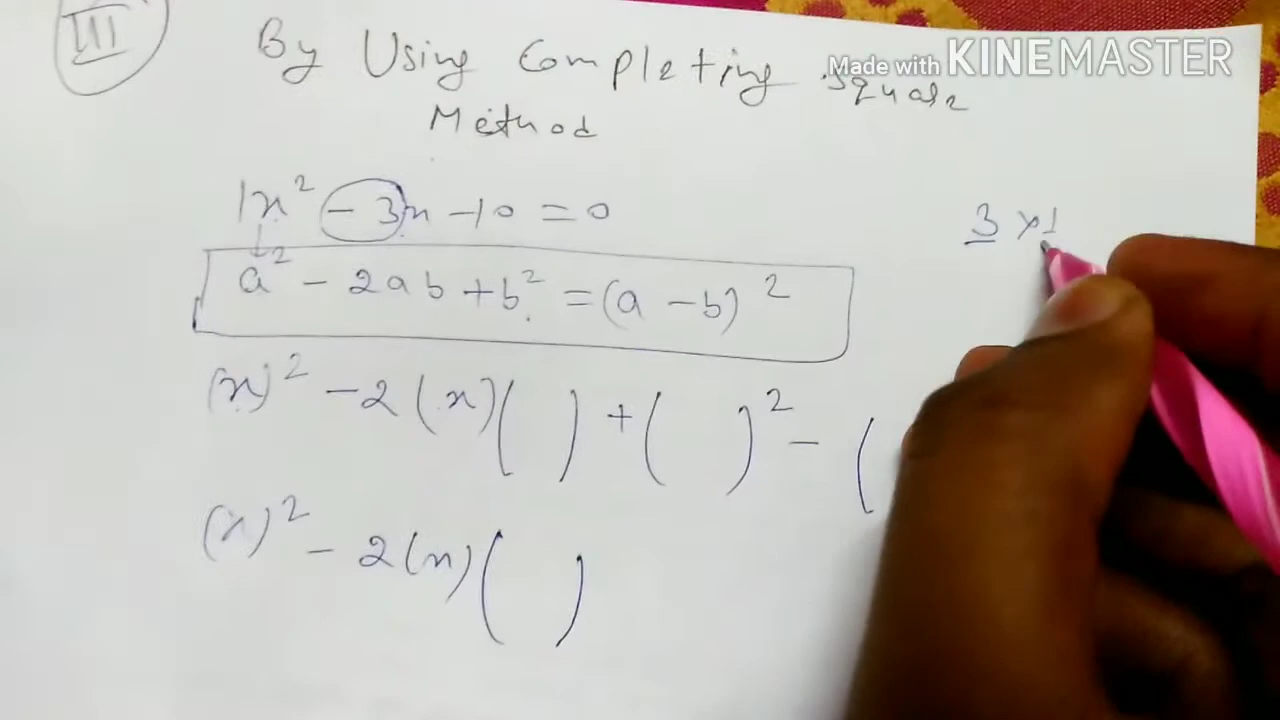 III
By Using Completing square
Made with KINEMASTER
Method
1x² - 3x - 10 = 0
3 × 1
a² - 2ab + b² = (a - b)²
(x)² - 2(x)( ) + ( )² - (
(x)² - 2(x)( )